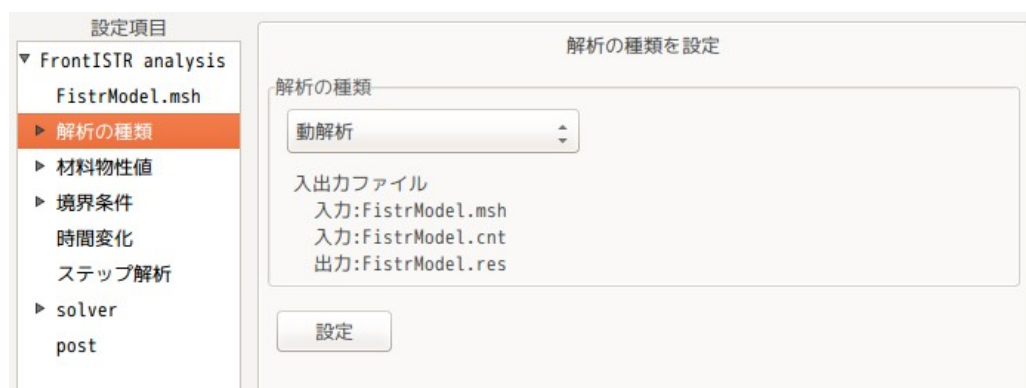 設定項目
FrontISTR analysis
FistrModel.msh
解析の種類
材料物性値
境界条件
時間変化
ステップ解析
solver
post
解析の種類を設定
解析の種類
動解析
入出力ファイル
入力:FistrModel.msh
入力:FistrModel.cnt
出力:FistrModel.res
設定